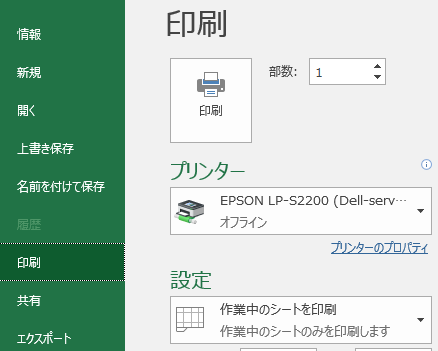 情報
新規
開く
上書き保存
名前を付けて保存
履歴
印刷
共有
エクスポート
印刷
印刷
部数: 1
プリンター
EPSON LP-S2200 (Dell-serv…
オフライン
プリンターのプロパティ
設定
作業中のシートを印刷
作業中のシートのみを印刷します